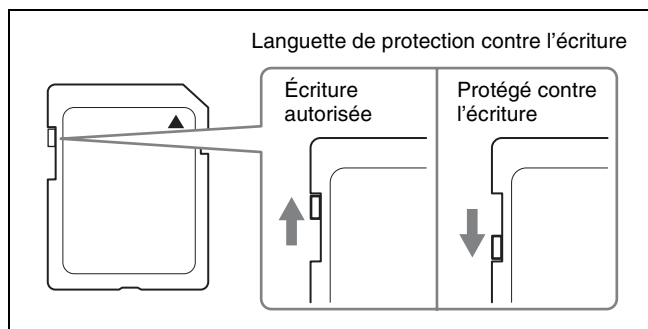 Languette de protection contre l’écriture
Écriture
autorisée
Protégé contre
l’écriture